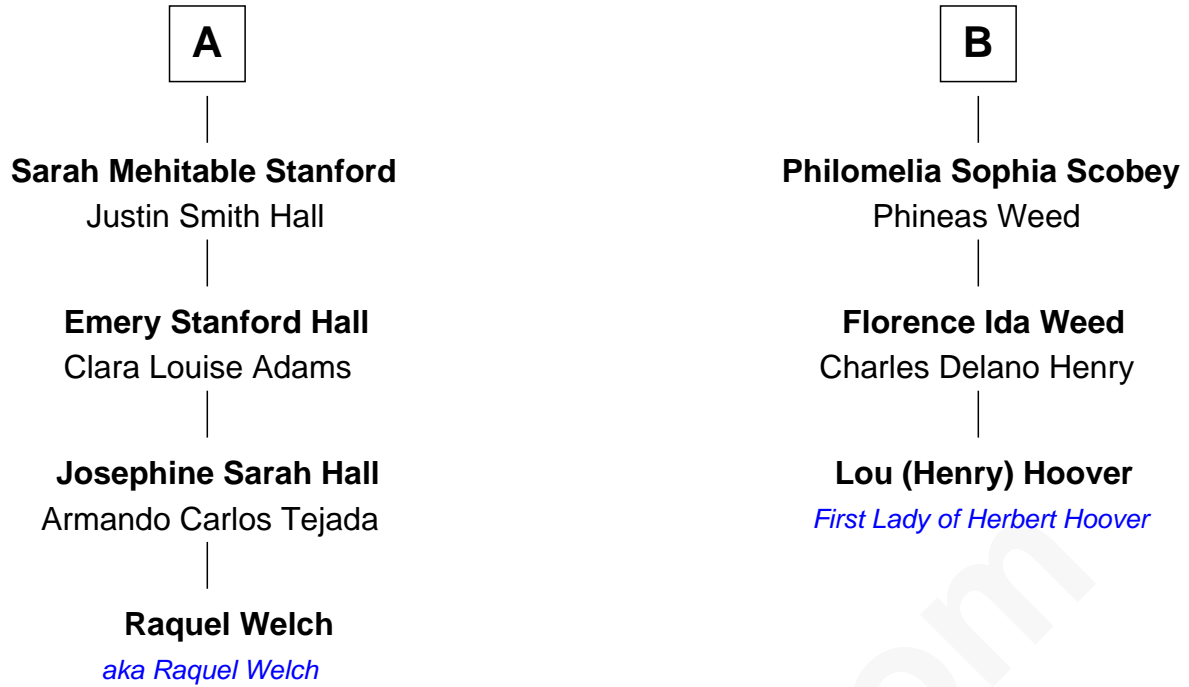 A
Sarah Mehitable Stanford
Justin Smith Hall
Emery Stanford Hall
Clara Louise Adams
Josephine Sarah Hall
Armando Carlos Tejada
Raquel Welch
aka Raquel Welch
B
Philomelia Sophia Scobey
Phineas Weed
Florence Ida Weed
Charles Delano Henry
Lou (Henry) Hoover
First Lady of Herbert Hoover
om